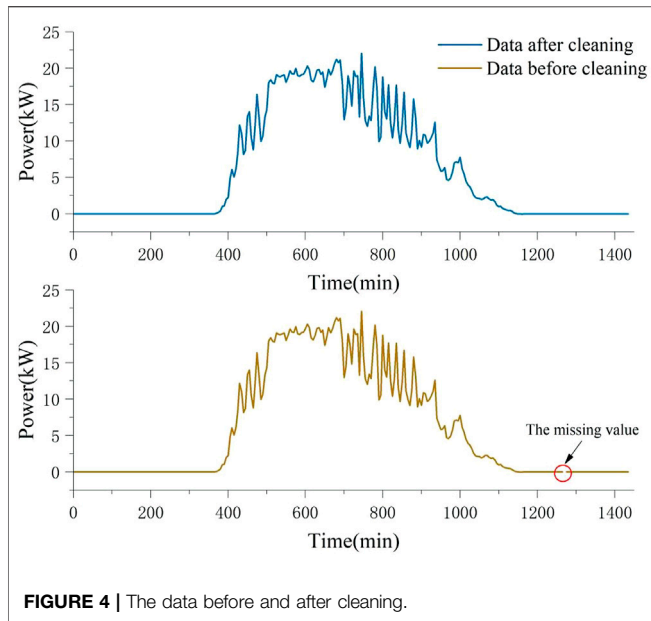 25
20
15
10
5
0
Power(kW)
Data after cleaning
Data before cleaning
0 200 400 600 800 1000 1200 1400
Time(min)
25
20
15
10
5
0
Power(kW)
The missing value
0 200 400 600 800 1000 1200 1400
Time(min)
FIGURE 4 | The data before and after cleaning.